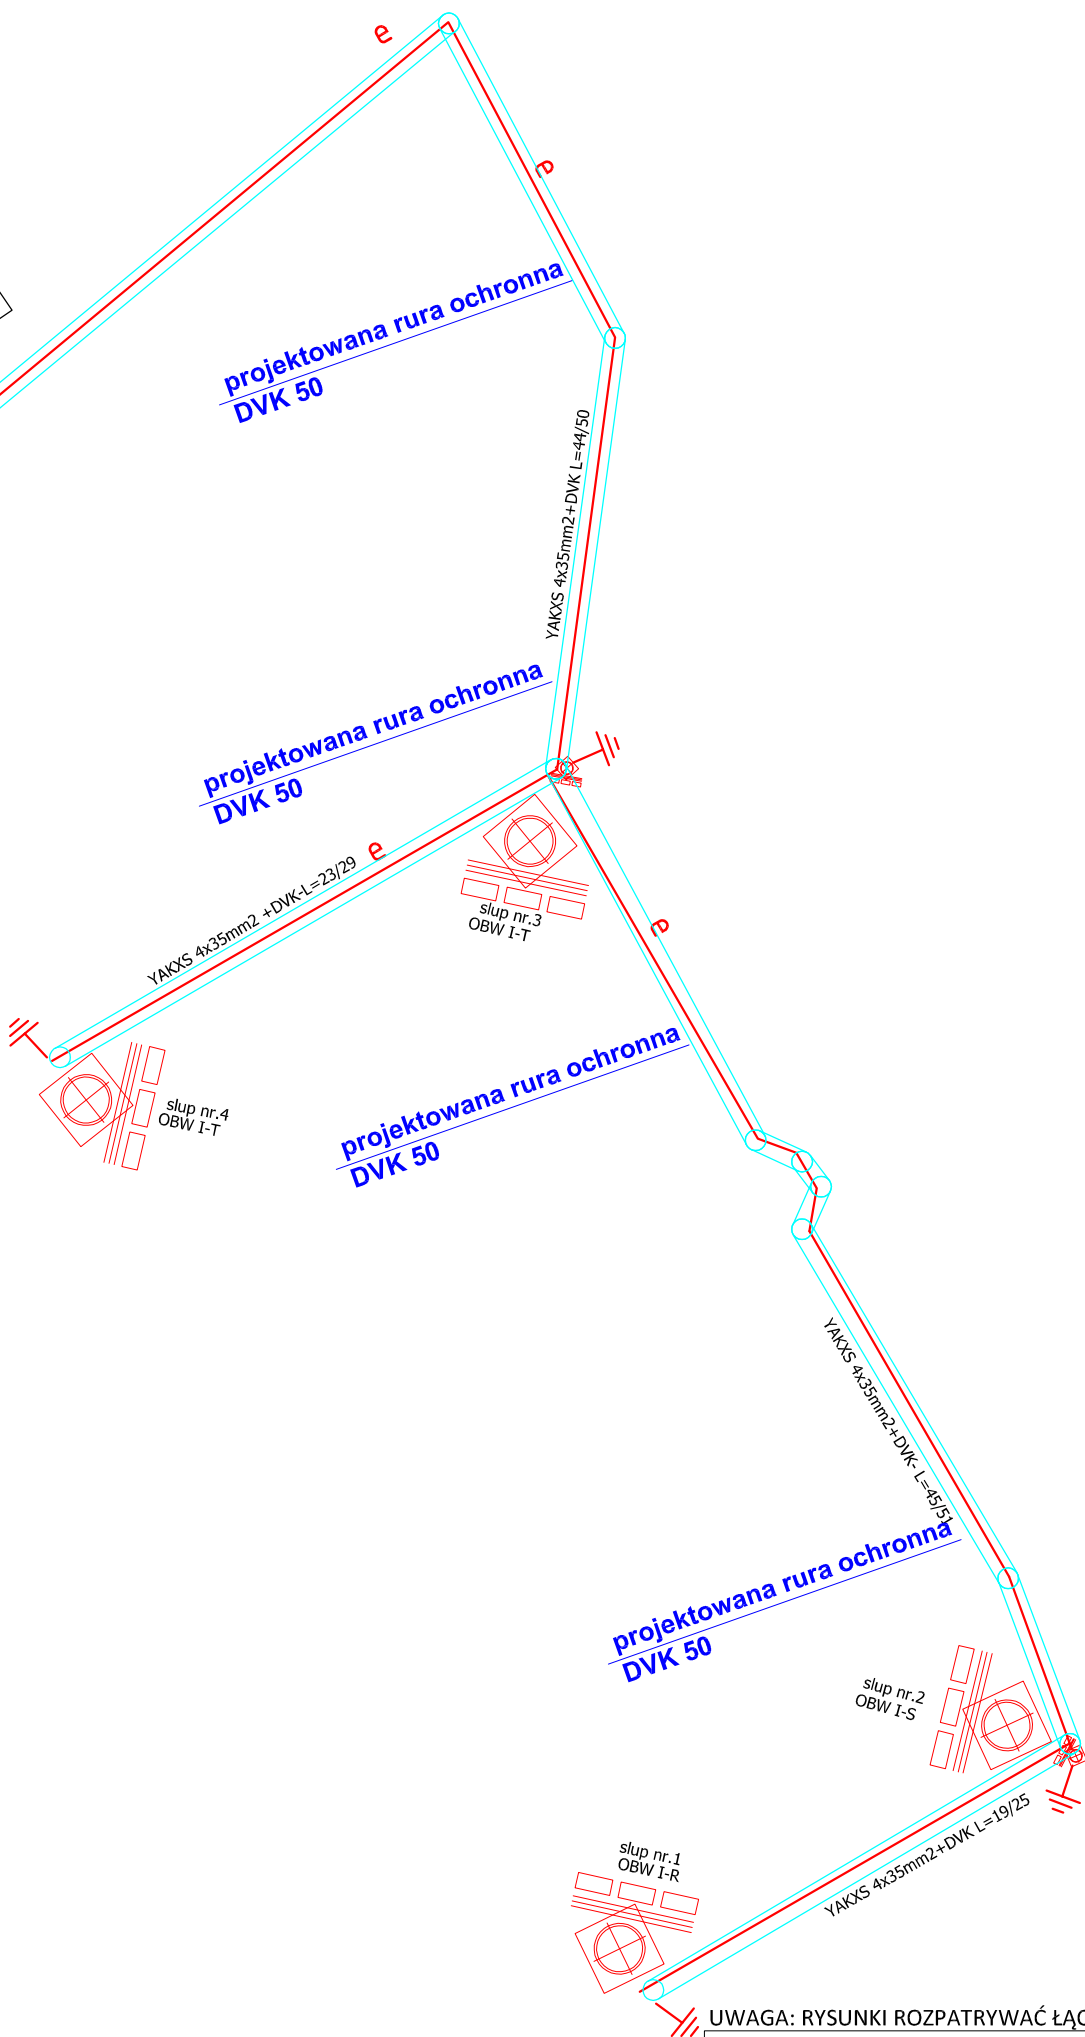 e
e
projektowana rura ochronna
DVK 50
YAKXS 4x35mm2+DVK L=44/50
projektowana rura ochronna
DVK 50
e
YAKXS 4x35mm2 +DVK-L=23/29
slup nr.3
OBW I-T
e
projektowana rura ochronna
DVK 50
slup nr.4
OBW I-T
YAKXS 4x35mm2+DVK- L=45/51
projektowana rura ochronna
DVK 50
slup nr.2
OBW I-S
YAKXS 4x35mm2+DVK L=19/25
slup nr.1
OBW I-R
UWAGA: RYSUNKI ROZPATRYWAĆ